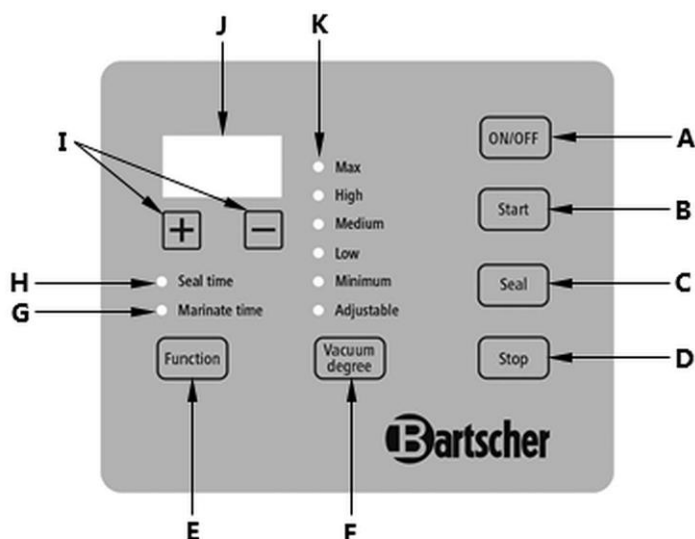 J
K
I
A
ON/OFF
Max
High
B
Start
Medium
+
−
Low
H
Seal time
Minimum
C
Seal
G
Marinate time
Adjustable
Function
Vacuum
degree
D
Stop
Bartscher
E
F